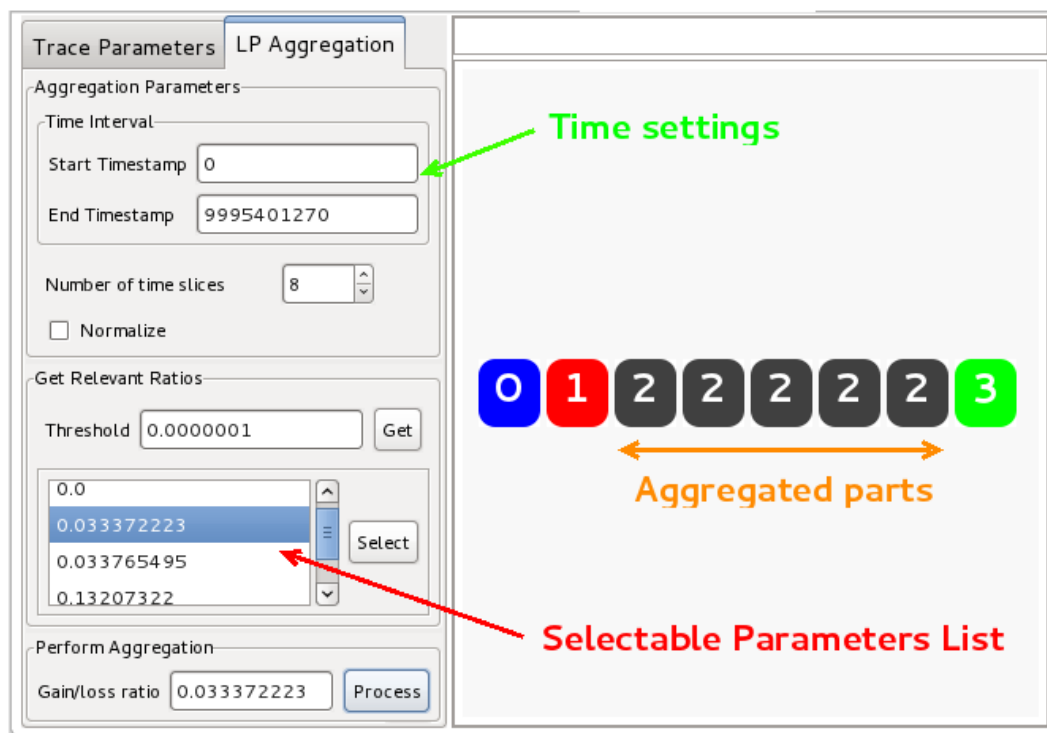 Trace Parameters
LP Aggregation
Aggregation Parameters
Time Interval
Start Timestamp 0
End Timestamp 9995401270
Number of time slices 8
Normalize
Get Relevant Ratios
Threshold 0.0000001 Get
0.0
0.033372223
0.033765495
0.13207322
Select
Perform Aggregation
Gain/loss ratio 0.033372223 Process
Time settings
0 1 2 2 2 2 2 3
Aggregated parts
Selectable Parameters List